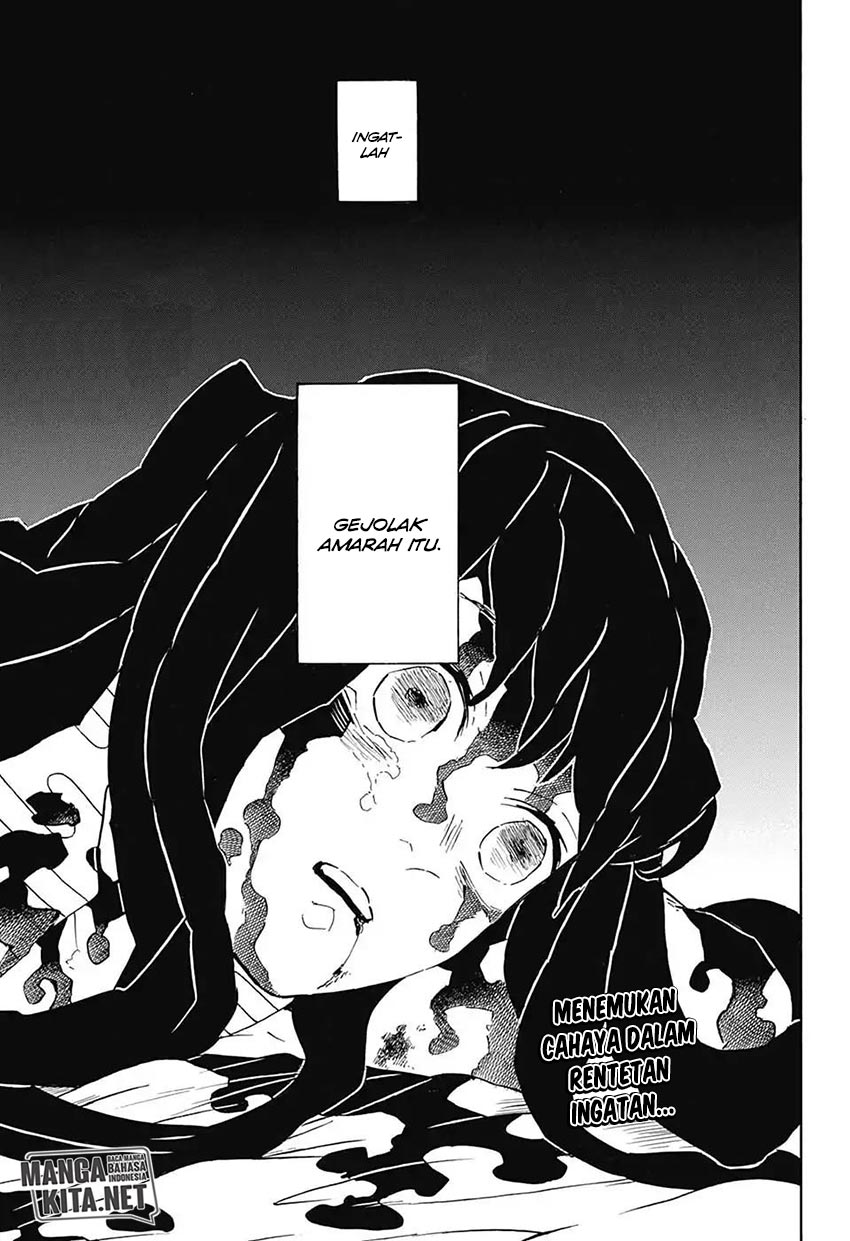 INGAT-
LAH
GEJOLAK
AMARAH ITU.
MENEMUKAN
CAHAYA DALAM
RENTETAN
INGATAN...
MANGA
KITA.NET
BACA MANGA
BAHASA
INDONESIA